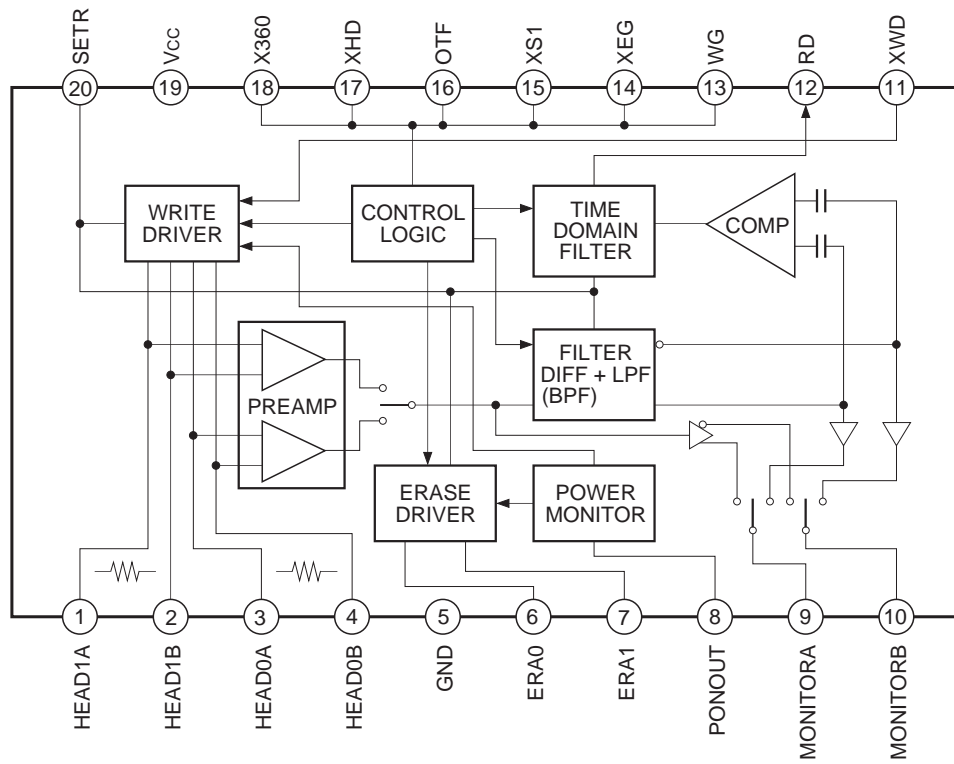 SETR
Vcc
X360
XHD
OTF
XS1
XEG
WG
RD
XWD
20
19
18
17
16
15
14
13
12
11
WRITE
DRIVER
CONTROL
LOGIC
TIME
DOMAIN
FILTER
COMP
PREAMP
FILTER
DIFF + LPF
(BPF)
ERASE
DRIVER
POWER
MONITOR
1
2
3
4
5
6
7
8
9
10
HEAD1A
HEAD1B
HEAD0A
HEAD0B
GND
ERA0
ERA1
PONOUT
MONITORA
MONITORB